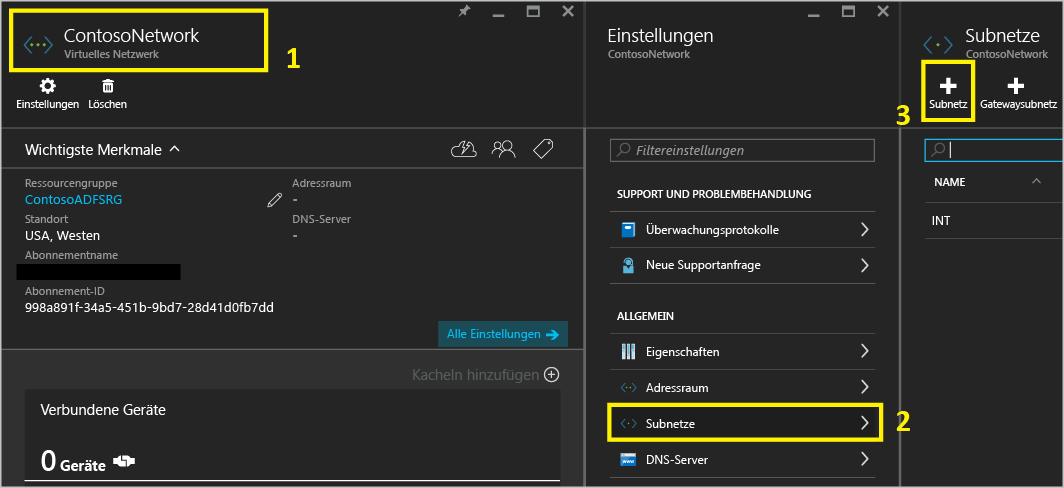 ContosoNetwork
Virtuelles Netzwerk
1
Einstellungen Löschen
Wichtigste Merkmale
Ressourcengruppe Adressraum
ContosoADFSRG -
Standort DNS-Server
USA, Westen -
Abonnementname
Abonnement-ID
998a891f-34a5-451b-9bd7-28d41d0fb7dd
Alle Einstellungen
Kacheln hinzufügen
Verbundene Geräte
0 Geräte
Einstellungen
ContosoNetwork
Filtereinstellungen
SUPPORT UND PROBLEMBEHANDLUNG
Überwachungsprotokolle
Neue Supportanfrage
ALLGEMEIN
Eigenschaften
Adressraum
Subnetze
2
www
DNS-Server
Subnetze
ContosoNetwork
3
Subnetz Gatewaysubnetz
NAME
INT